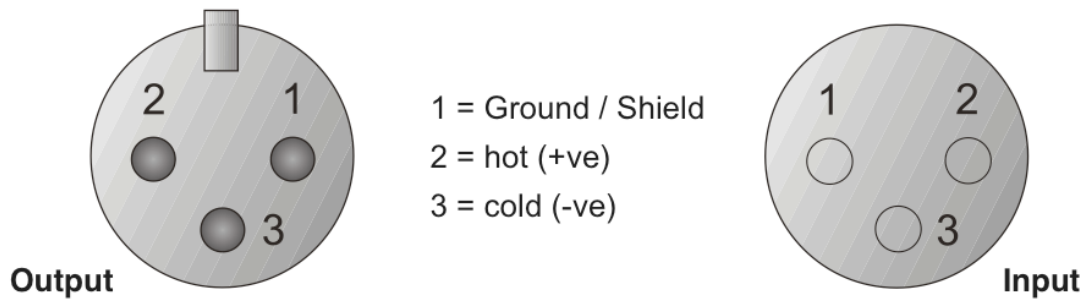 2 1
3
Output
1 = Ground / Shield
2 = hot (+ve)
3 = cold (-ve)
1 2
3
Input